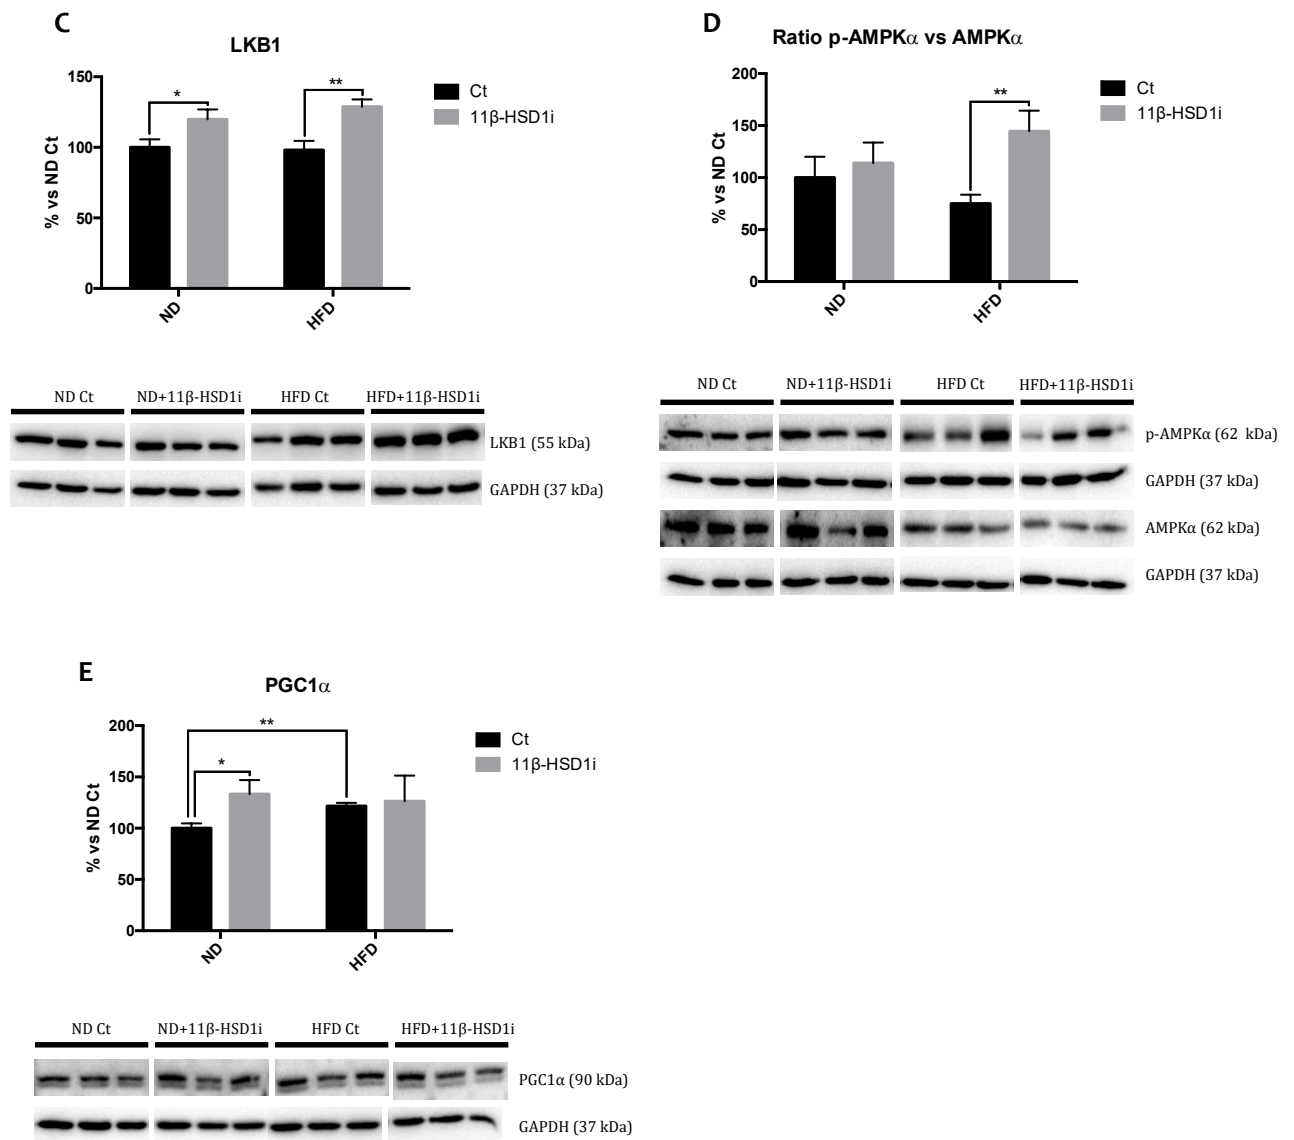 C
LKB1
150
100
50
0
% vs ND Ct
*
**
Ct
11β-HSD1i
ND
HFD
ND Ct
ND+11β-HSD1i
HFD Ct
HFD+11β-HSD1i
LKB1 (55 kDa)
GAPDH (37 kDa)
D
Ratio p-AMPKα vs AMPKα
200
150
100
50
0
% vs ND Ct
**
Ct
11β-HSD1i
ND
HFD
ND Ct
ND+11β-HSD1i
HFD Ct
HFD+11β-HSD1i
p-AMPKα (62 kDa)
GAPDH (37 kDa)
AMPKα (62 kDa)
GAPDH (37 kDa)
E
PGC1α
200
150
100
50
0
% vs ND Ct
**
*
Ct
11β-HSD1i
ND
HFD
ND Ct
ND+11β-HSD1i
HFD Ct
HFD+11β-HSD1i
PGC1α (90 kDa)
GAPDH (37 kDa)